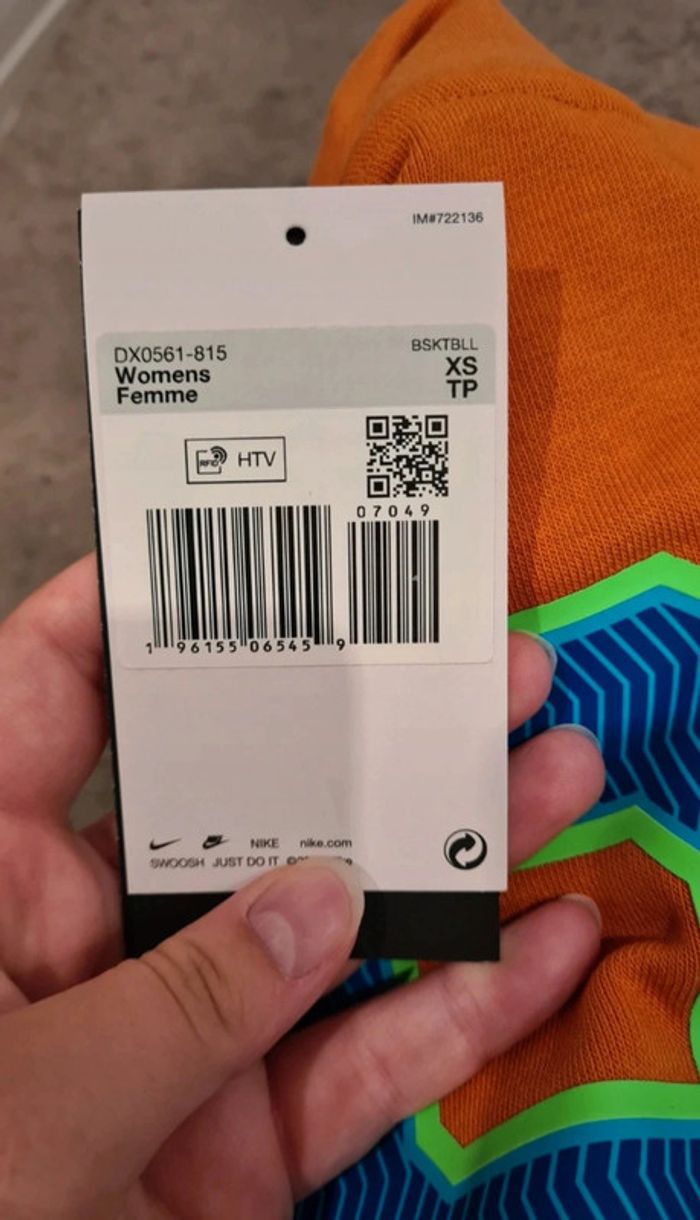 IM#722136
DX0561-815
BSKTBLL
Womens
XS
Femme
TP
RFID HTV
07049
1 96155 06545 9
NIKE nike.com
SWOOSH JUST DO IT